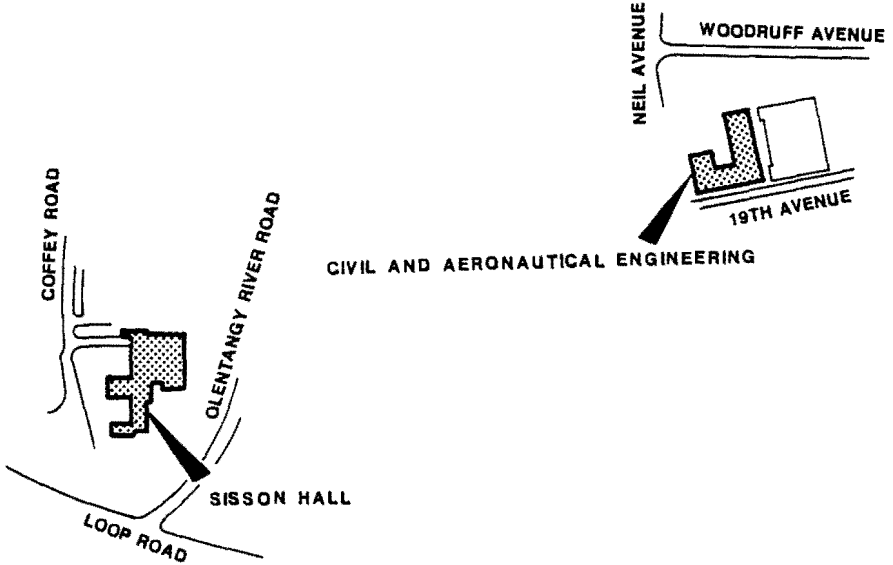 WOODRUFF AVENUE
NEIL AVENUE
19TH AVENUE
CIVIL AND AERONAUTICAL ENGINEERING
COFFEY ROAD
OLENTANGY RIVER ROAD
SISSON HALL
LOOP ROAD